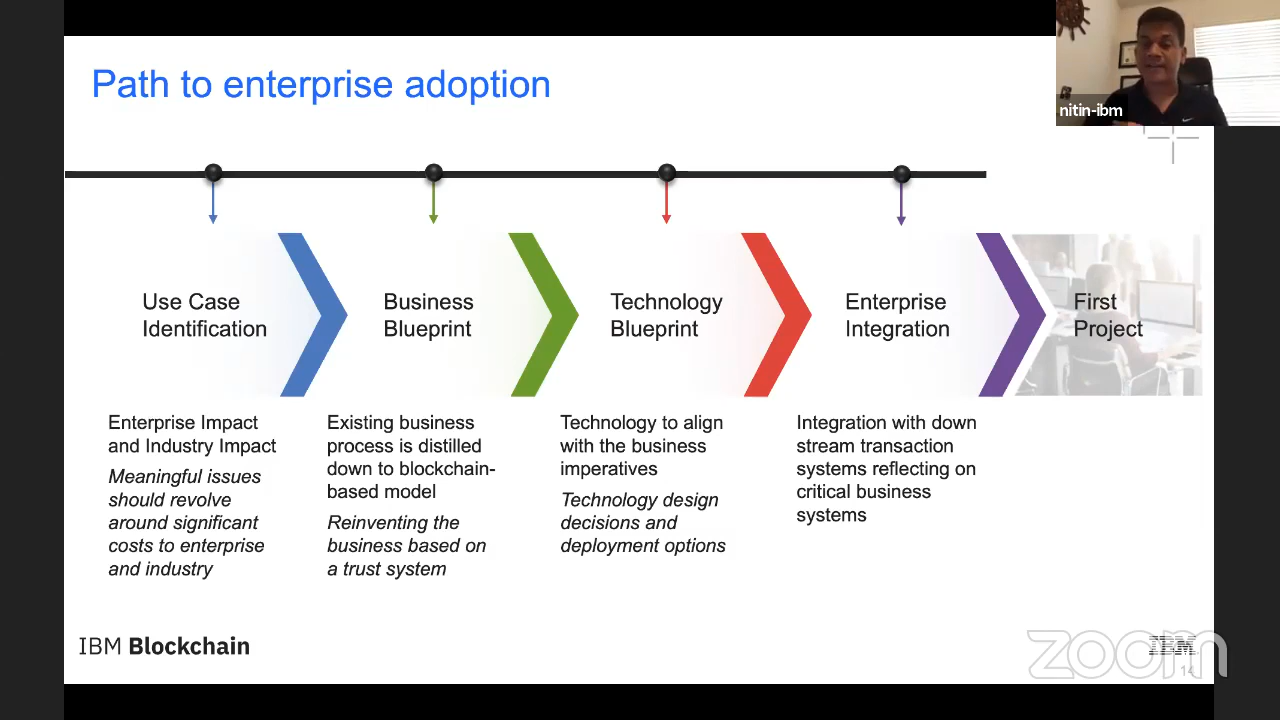 Path to enterprise adoption
nitin-ibm
Use Case
Identification
Business
Blueprint
Technology
Blueprint
Enterprise
Integration
First
Project
Enterprise Impact
and Industry Impact
Meaningful issues
should revolve
around significant
costs to enterprise
and industry
Existing business
process is distilled
down to blockchain-
based model
Reinventing the
business based on
a trust system
Technology to align
with the business
imperatives
Technology design
decisions and
deployment options
Integration with down
stream transaction
systems reflecting on
critical business
systems
IBM Blockchain
zoom
IBM
14